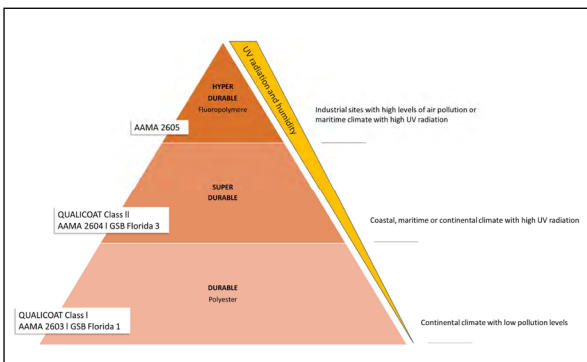 HYPER
DURABLE
Fluoropolymere
UV radiation and humidity
Industrial sites with high levels of air pollution or
maritime climate with high UV radiation
AAMA 2605
SUPER
DURABLE
QUALICOAT Class II
AAMA 2604 I GSB Florida 3
Coastal, maritime or continental climate with high UV radiation
DURABLE
Polyester
QUALICOAT Class I
AAMA 2603 I GSB Florida 1
Continental climate with low pollution levels